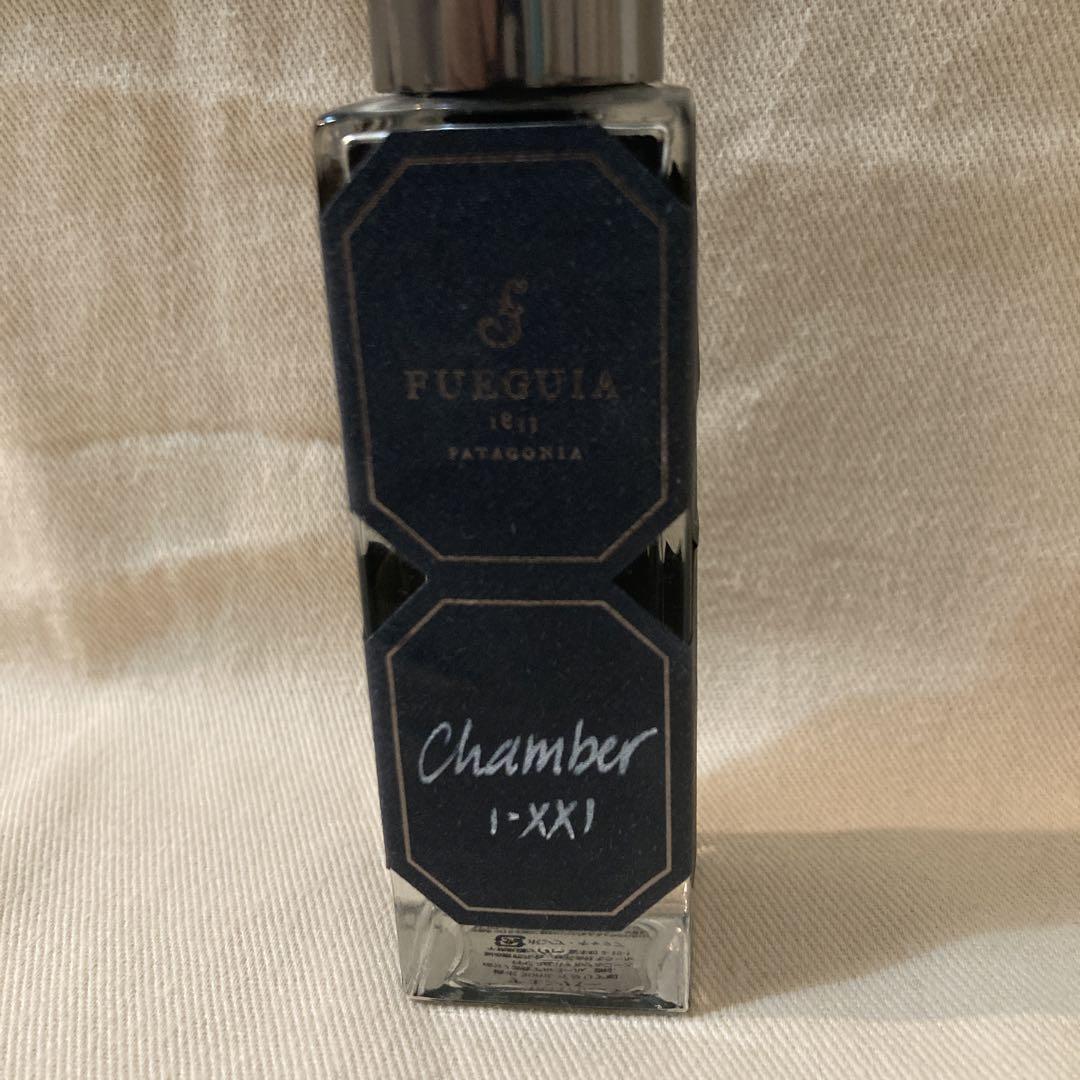 FUEGUIA
1833
PATAGONIA
Chamber
I-XXI